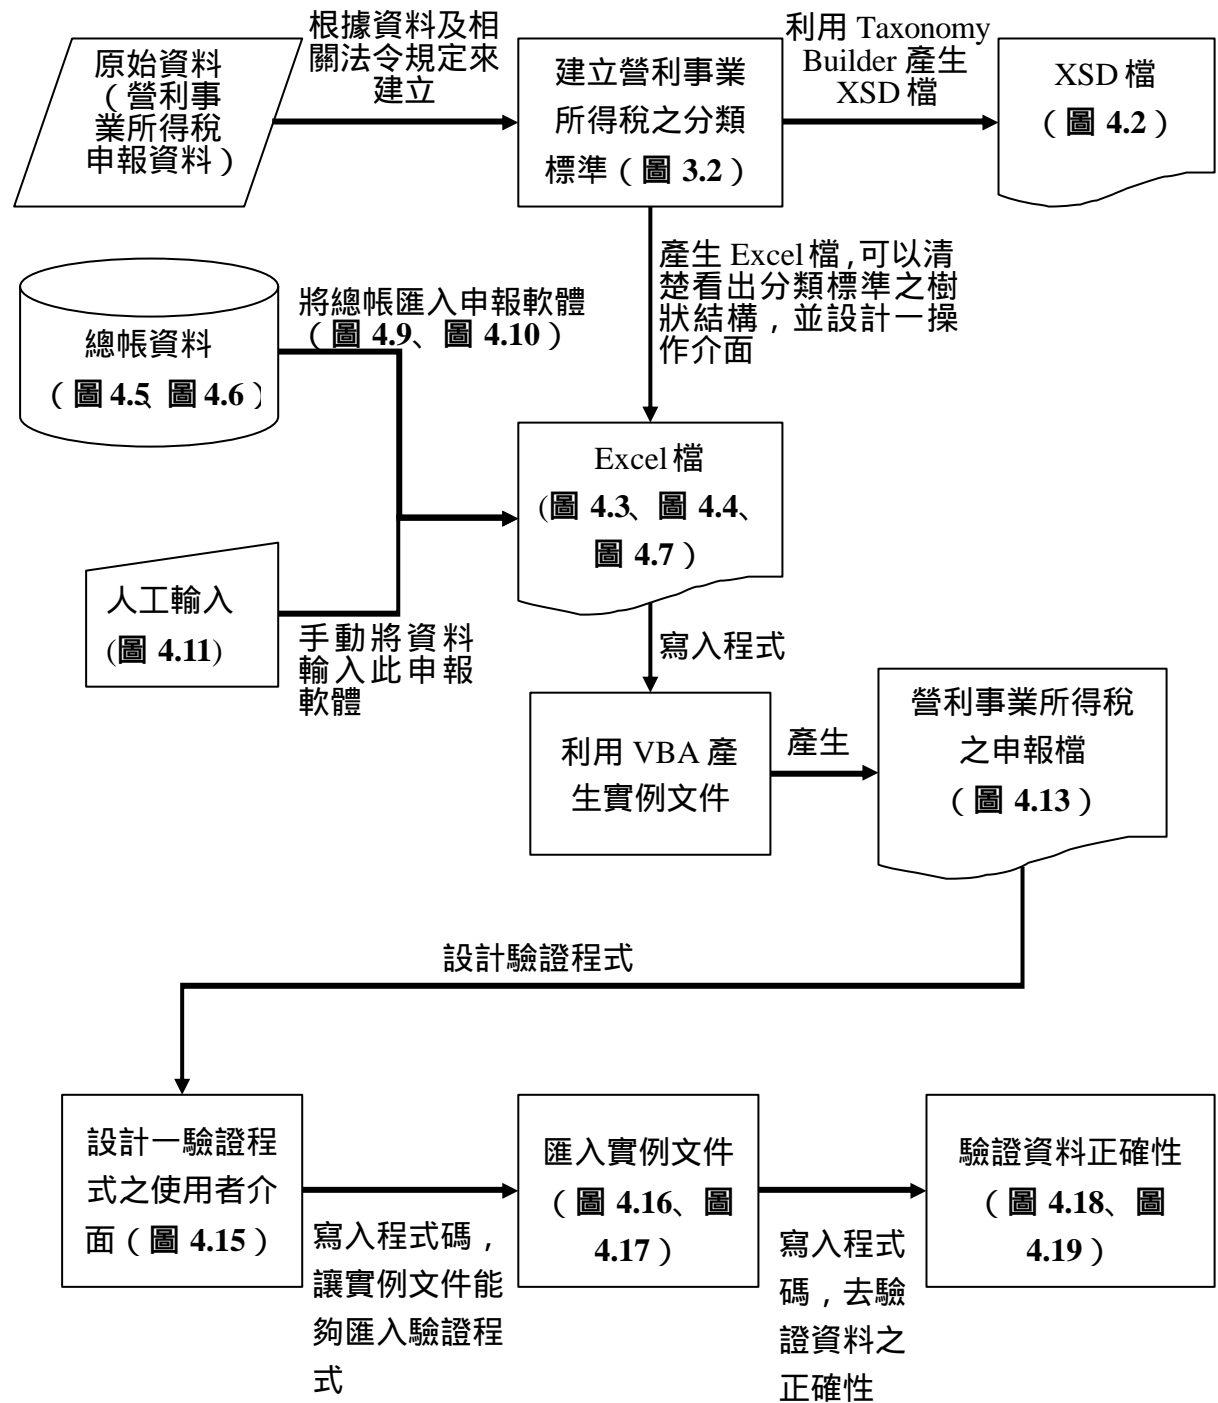 原始資料
（營利事
業所得稅
申報資料）
根據資料及相
關法令規定來
建立
建立營利事業
所得稅之分類
標準（圖 3.2）
利用 Taxonomy
Builder 產生
XSD 檔
XSD 檔
（圖 4.2）
產生 Excel 檔,可以清
楚看出分類標準之樹
狀結構，並設計一操
作介面
總帳資料
（圖 4.5、圖 4.6）
將總帳匯入申報軟體
（圖 4.9、圖 4.10）
Excel 檔
(圖 4.3、圖 4.4、
圖 4.7）
人工輸入
(圖 4.11)
手動將資料
輸入此申報
軟體
寫入程式
利用 VBA 產
生實例文件
產生
營利事業所得稅
之申報檔
（圖 4.13）
設計驗證程式
設計一驗證程
式之使用者介
面（圖 4.15）
寫入程式碼，
讓實例文件能
夠匯入驗證程
式
匯入實例文件
（圖 4.16、圖
4.17）
寫入程式
碼，去驗
證資料之
正確性
驗證資料正確性
（圖 4.18、圖
4.19）